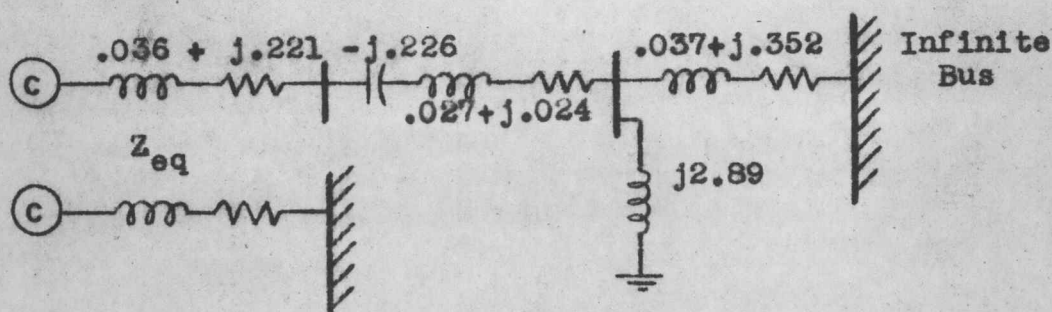 .036 + j.221 -j.226
.037+j.352
Infinite
Bus
C
.027+j.024
Zeq
j2.89
C